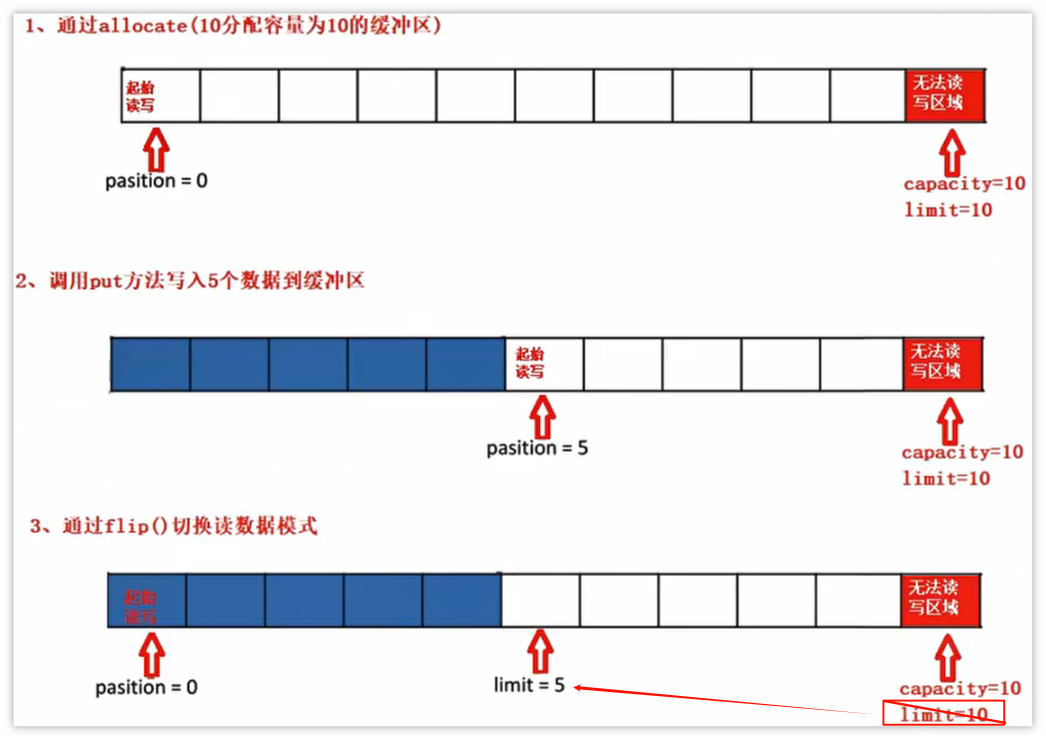 1、通过allocate(10分配容量为10的缓冲区)
起始
读写
无法读
写区域
pasition = 0
capacity=10
limit=10
2、调用put方法写入5个数据到缓冲区
起始
读写
无法读
写区域
pasition = 5
capacity=10
limit=10
3、通过flip()切换读数据模式
起始
读写
无法读
写区域
pasition = 0
limit = 5
capacity=10
limit=10